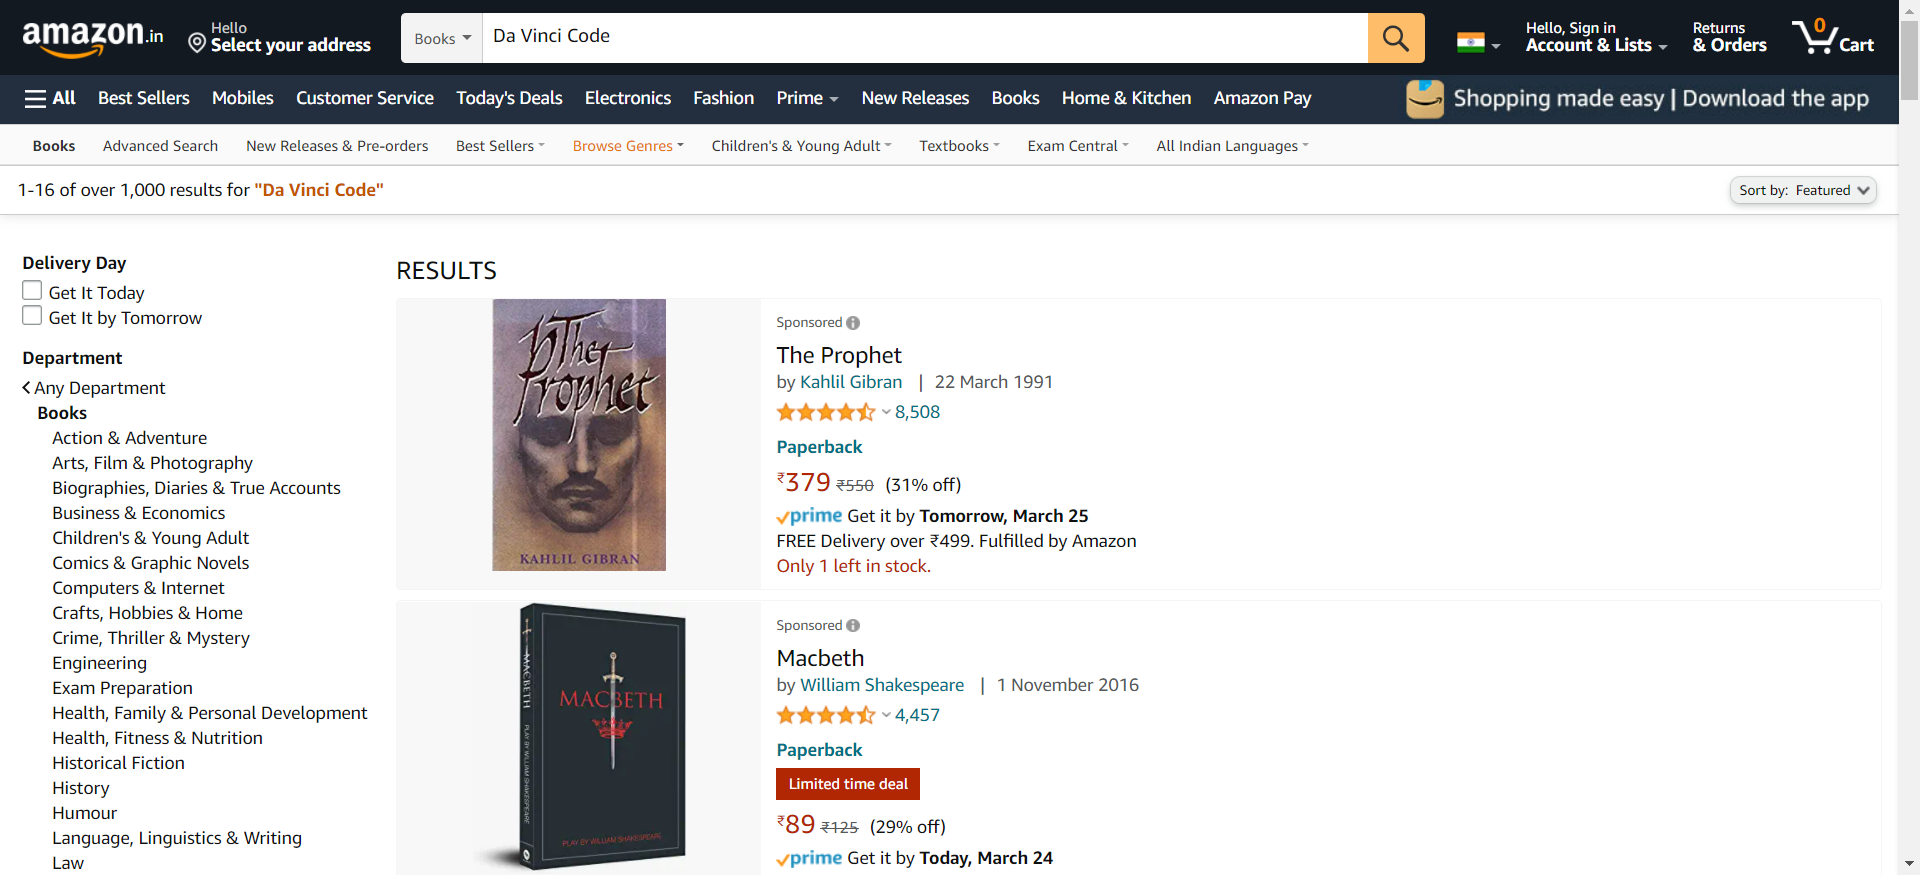 amazon.in
Hello
Select your address
Books
Da Vinci Code
Hello, Sign in
Account & Lists
Returns
& Orders
0
Cart
All
Best Sellers
Mobiles
Customer Service
Today's Deals
Electronics
Fashion
Prime
New Releases
Books
Home & Kitchen
Amazon Pay
Shopping made easy | Download the app
Books
Advanced Search
New Releases & Pre-orders
Best Sellers
Browse Genres
Children's & Young Adult
Textbooks
Exam Central
All Indian Languages
1-16 of over 1,000 results for "Da Vinci Code"
Sort by: Featured
Delivery Day
Get It Today
Get It by Tomorrow
Department
Any Department
Books
Action & Adventure
Arts, Film & Photography
Biographies, Diaries & True Accounts
Business & Economics
Children's & Young Adult
Comics & Graphic Novels
Computers & Internet
Crafts, Hobbies & Home
Crime, Thriller & Mystery
Engineering
Exam Preparation
Health, Family & Personal Development
Health, Fitness & Nutrition
Historical Fiction
History
Humour
Language, Linguistics & Writing
Law
RESULTS
The
Prophet
KAHLIL GIBRAN
Sponsored
The Prophet
by Kahlil Gibran | 22 March 1991
8,508
Paperback
₹379 ₹550 (31% off)
prime Get it by Tomorrow, March 25
FREE Delivery over ₹499. Fulfilled by Amazon
Only 1 left in stock.
MACBETH
PLAY BY WILLIAM SHAKESPEARE
MACBETH
PLAY BY WILLIAM SHAKESPEARE
Sponsored
Macbeth
by William Shakespeare | 1 November 2016
4,457
Paperback
Limited time deal
₹89 ₹125 (29% off)
prime Get it by Today, March 24